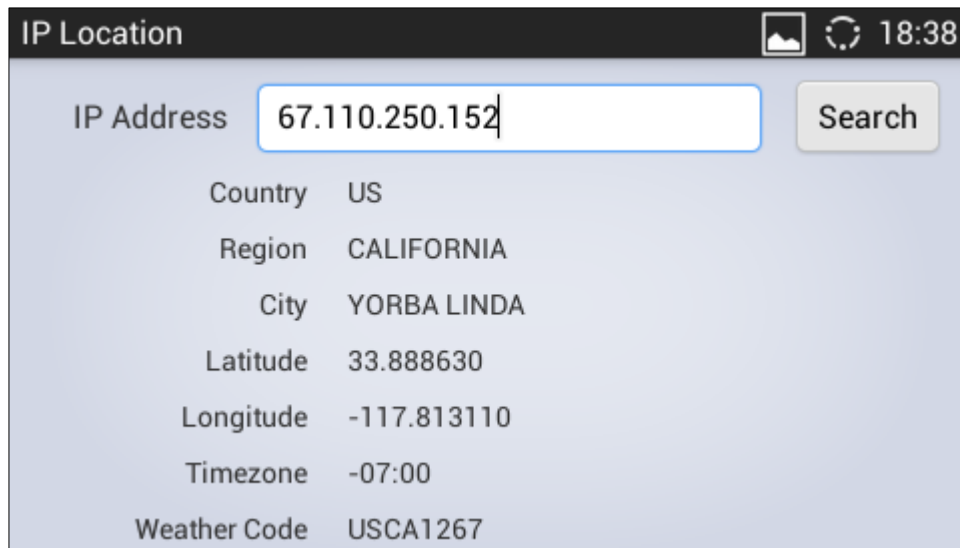 IP Location 18:38
IP Address 67.110.250.152 Search
Country US
Region CALIFORNIA
City YORBA LINDA
Latitude 33.888630
Longitude -117.813110
Timezone -07:00
Weather Code USCA1267